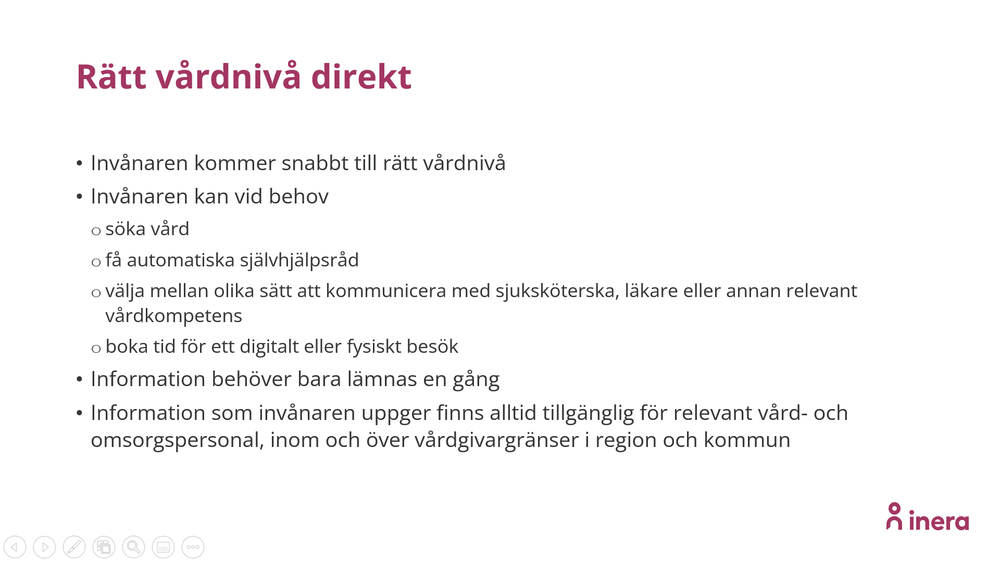 Rätt vårdnivå direkt
• Invånaren kommer snabbt till rätt vårdnivå
• Invånaren kan vid behov
o söka vård
o få automatiska självhjälpsråd
o välja mellan olika sätt att kommunicera med sjuksköterska, läkare eller annan relevant
vårdkompetens
o boka tid för ett digitalt eller fysiskt besök
• Information behöver bara lämnas en gång
• Information som invånaren uppger finns alltid tillgänglig för relevant vård- och
omsorgspersonal, inom och över vårdgivargränser i region och kommun
inera